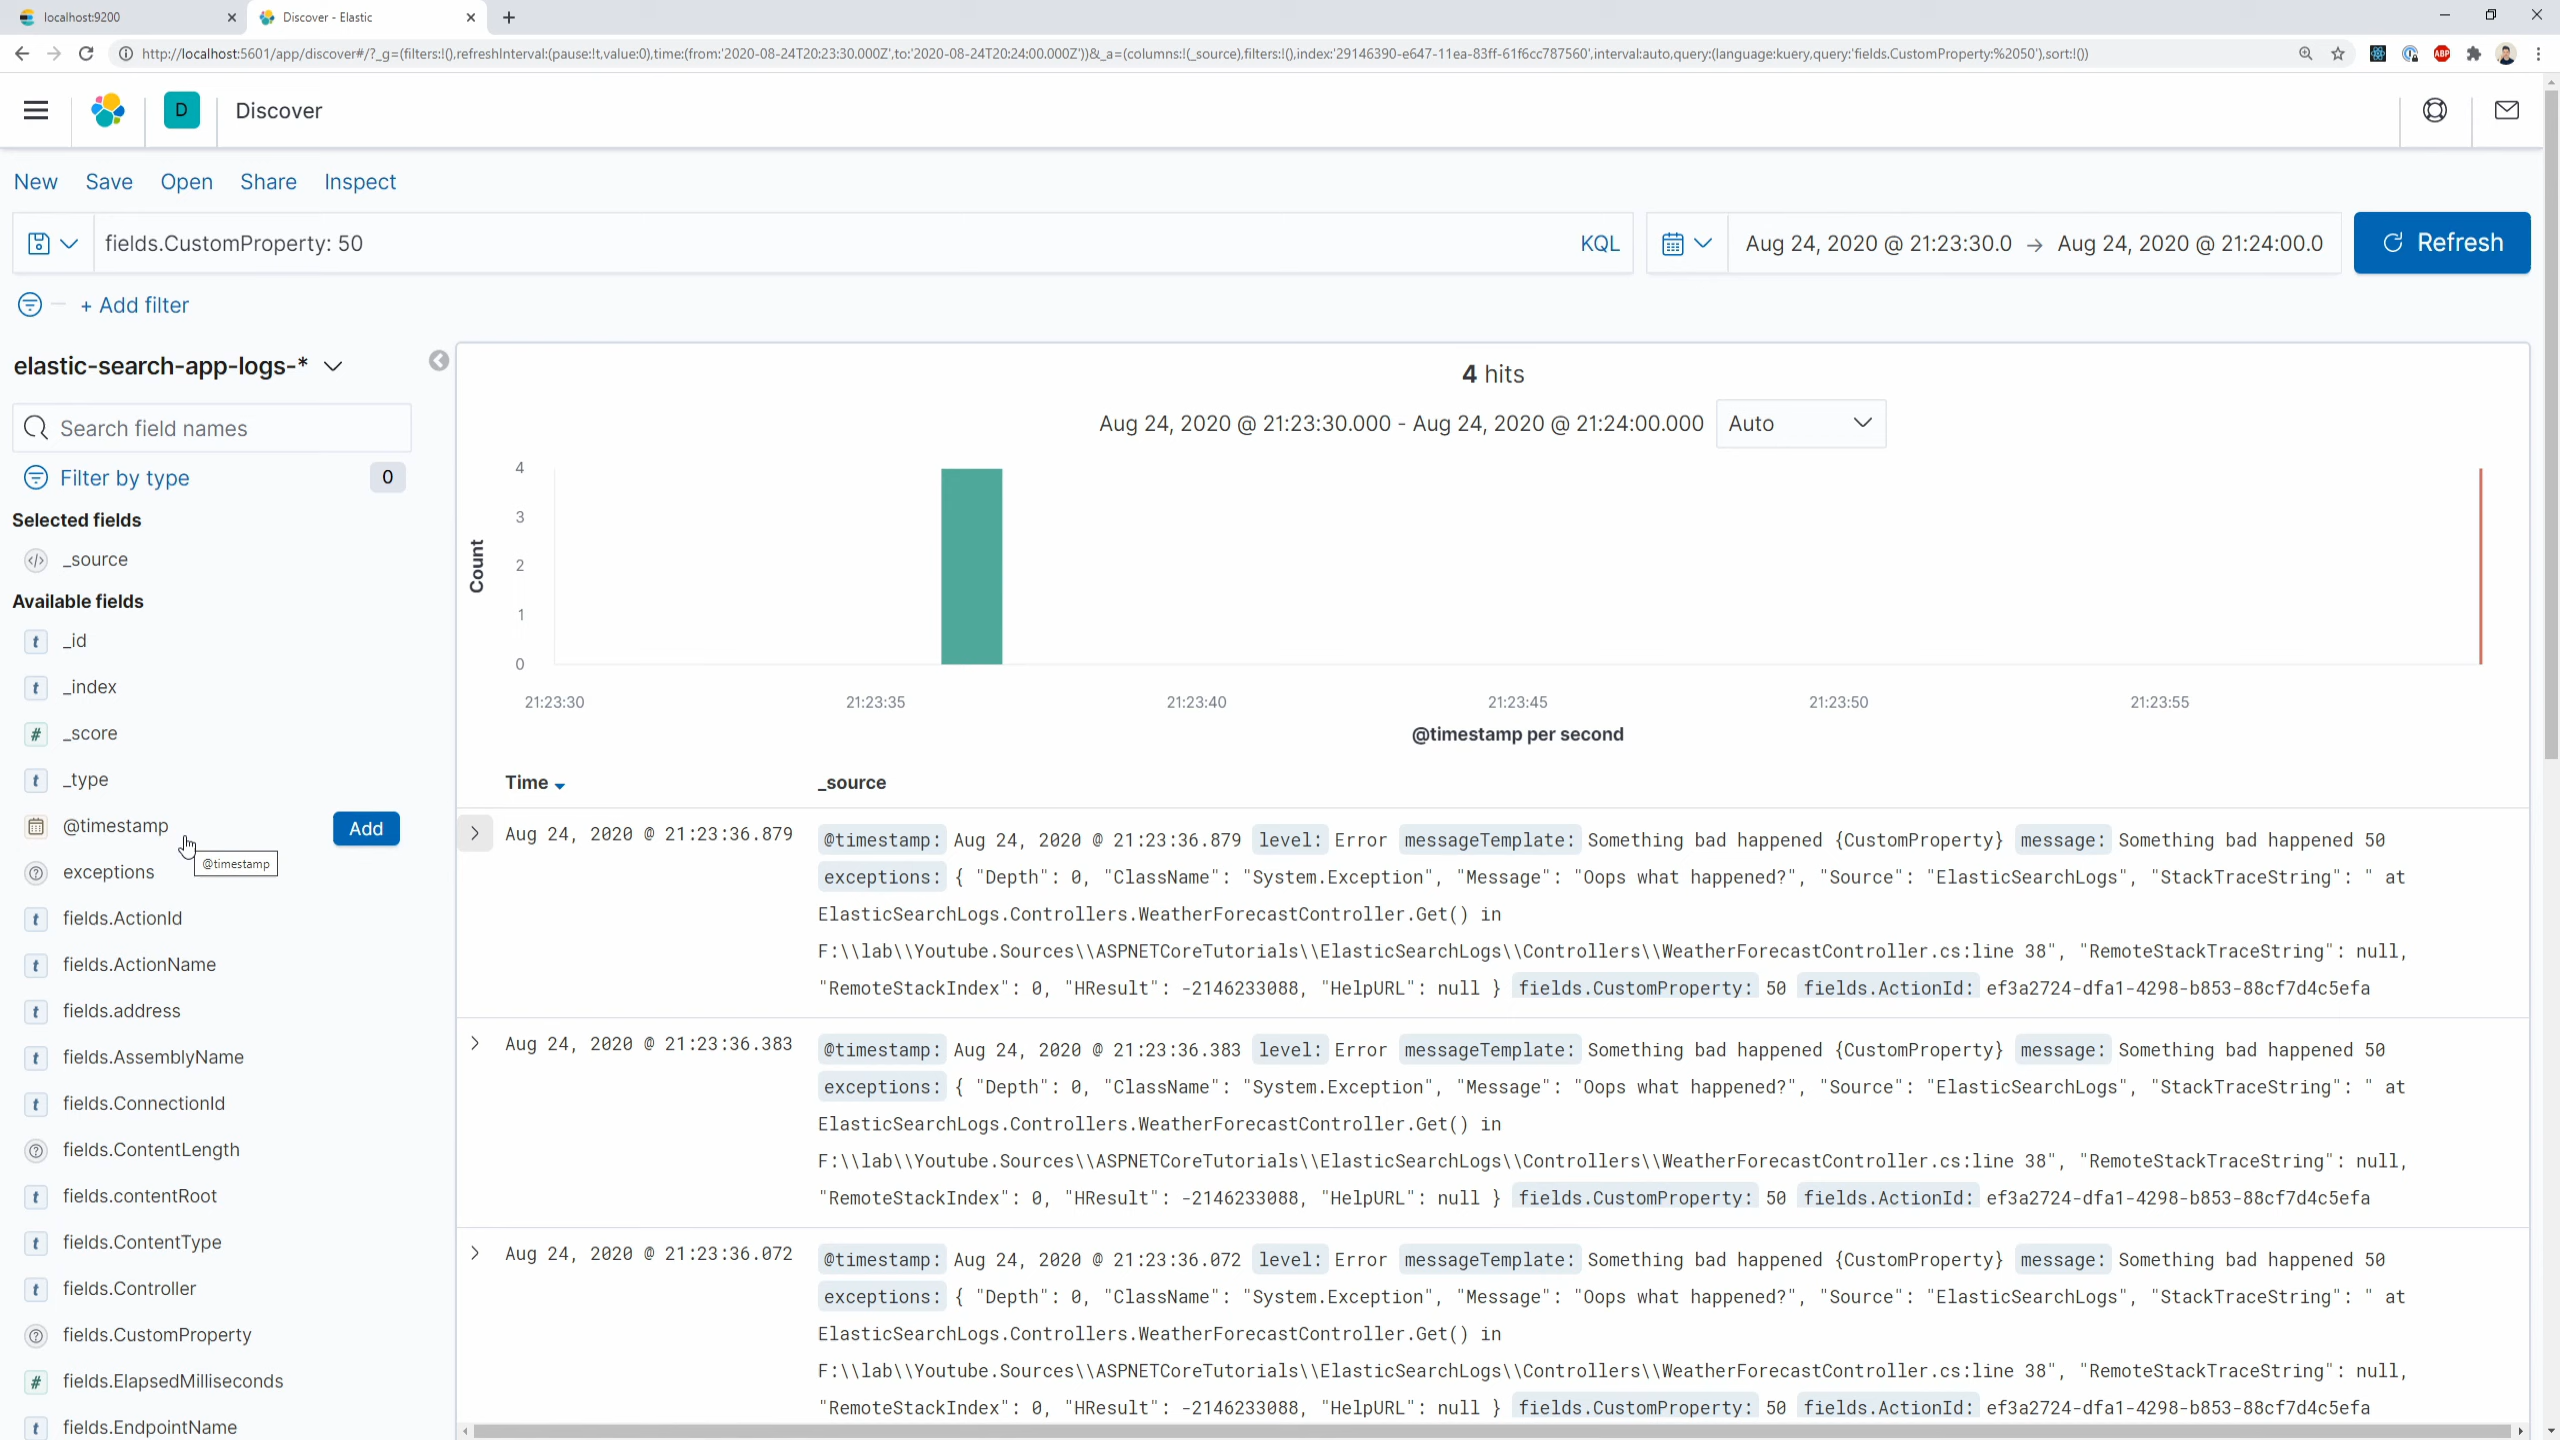 localhost:9200
Discover - Elastic
http://localhost:5601/app/discover#/?_g=(filters:!(),refreshInterval:(pause:!t,value:0),time:(from:'2020-08-24T20:23:30.000Z',to:'2020-08-24T20:24:00.000Z'))&_a=(columns:!(_source),filters:!(),index:'29146390-e647-11ea-83ff-61f6cc787560',interval:auto,query:(language:kuery,query:'fields.CustomProperty:%2050'),sort:!())
ABP
D
Discover
New Save Open Share Inspect
fields.CustomProperty: 50
KQL
Aug 24, 2020 @ 21:23:30.0 → Aug 24, 2020 @ 21:24:00.0
Refresh
+ Add filter
elastic-search-app-logs-*
Search field names
Filter by type
0
Selected fields
</> _source
Available fields
t _id
t _index
# _score
t _type
@timestamp
Add
@timestamp
? exceptions
t fields.ActionId
t fields.ActionName
t fields.address
t fields.AssemblyName
t fields.ConnectionId
? fields.ContentLength
t fields.contentRoot
t fields.ContentType
t fields.Controller
? fields.CustomProperty
# fields.ElapsedMilliseconds
t fields.EndpointName
4 hits
Aug 24, 2020 @ 21:23:30.000 - Aug 24, 2020 @ 21:24:00.000
Auto
Count
4
3
2
1
0
21:23:30 21:23:35 21:23:40 21:23:45 21:23:50 21:23:55
@timestamp per second
Time _source
Aug 24, 2020 @ 21:23:36.879
@timestamp: Aug 24, 2020 @ 21:23:36.879 level: Error messageTemplate: Something bad happened {CustomProperty} message: Something bad happened 50
exceptions: { "Depth": 0, "ClassName": "System.Exception", "Message": "Oops what happened?", "Source": "ElasticSearchLogs", "StackTraceString": " at
ElasticSearchLogs.Controllers.WeatherForecastController.Get() in
F:\\lab\\Youtube.Sources\\ASPNETCoreTutorials\\ElasticSearchLogs\\Controllers\\WeatherForecastController.cs:line 38", "RemoteStackTraceString": null,
"RemoteStackIndex": 0, "HResult": -2146233088, "HelpURL": null } fields.CustomProperty: 50 fields.ActionId: ef3a2724-dfa1-4298-b853-88cf7d4c5efa
Aug 24, 2020 @ 21:23:36.383
@timestamp: Aug 24, 2020 @ 21:23:36.383 level: Error messageTemplate: Something bad happened {CustomProperty} message: Something bad happened 50
exceptions: { "Depth": 0, "ClassName": "System.Exception", "Message": "Oops what happened?", "Source": "ElasticSearchLogs", "StackTraceString": " at
ElasticSearchLogs.Controllers.WeatherForecastController.Get() in
F:\\lab\\Youtube.Sources\\ASPNETCoreTutorials\\ElasticSearchLogs\\Controllers\\WeatherForecastController.cs:line 38", "RemoteStackTraceString": null,
"RemoteStackIndex": 0, "HResult": -2146233088, "HelpURL": null } fields.CustomProperty: 50 fields.ActionId: ef3a2724-dfa1-4298-b853-88cf7d4c5efa
Aug 24, 2020 @ 21:23:36.072
@timestamp: Aug 24, 2020 @ 21:23:36.072 level: Error messageTemplate: Something bad happened {CustomProperty} message: Something bad happened 50
exceptions: { "Depth": 0, "ClassName": "System.Exception", "Message": "Oops what happened?", "Source": "ElasticSearchLogs", "StackTraceString": " at
ElasticSearchLogs.Controllers.WeatherForecastController.Get() in
F:\\lab\\Youtube.Sources\\ASPNETCoreTutorials\\ElasticSearchLogs\\Controllers\\WeatherForecastController.cs:line 38", "RemoteStackTraceString": null,
"RemoteStackIndex": 0, "HResult": -2146233088, "HelpURL": null } fields.CustomProperty: 50 fields.ActionId: ef3a2724-dfa1-4298-b853-88cf7d4c5efa